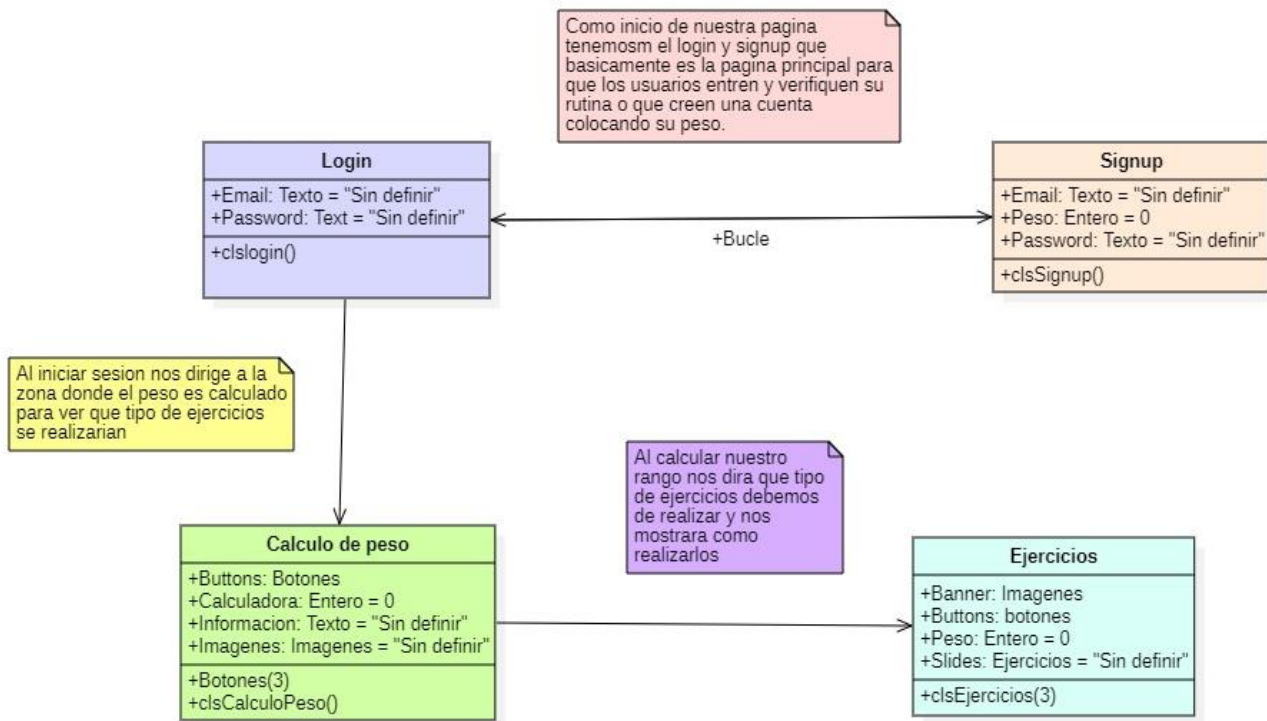 Como inicio de nuestra pagina
tenemosm el login y signup que
basicamente es la pagina principal para
que los usuarios entren y verifiquen su
rutina o que creen una cuenta
colocando su peso.
Login
+Email: Texto = "Sin definir"
+Password: Text = "Sin definir"
+clslogin()
+Bucle
Signup
+Email: Texto = "Sin definir"
+Peso: Entero = 0
+Password: Texto = "Sin definir"
+clsSignup()
Al iniciar sesion nos dirige a la
zona donde el peso es calculado
para ver que tipo de ejercicios
se realizarian
Al calcular nuestro
rango nos dira que tipo
de ejercicios debemos
de realizar y nos
mostrara como
realizarlos
Calculo de peso
+Buttons: Botones
+Calculadora: Entero = 0
+Informacion: Texto = "Sin definir"
+Imagenes: Imagenes = "Sin definir"
+Botones(3)
+clsCalculoPeso()
Ejercicios
+Banner: Imagenes
+Buttons: botones
+Peso: Entero = 0
+Slides: Ejercicios = "Sin definir"
+clsEjercicios(3)